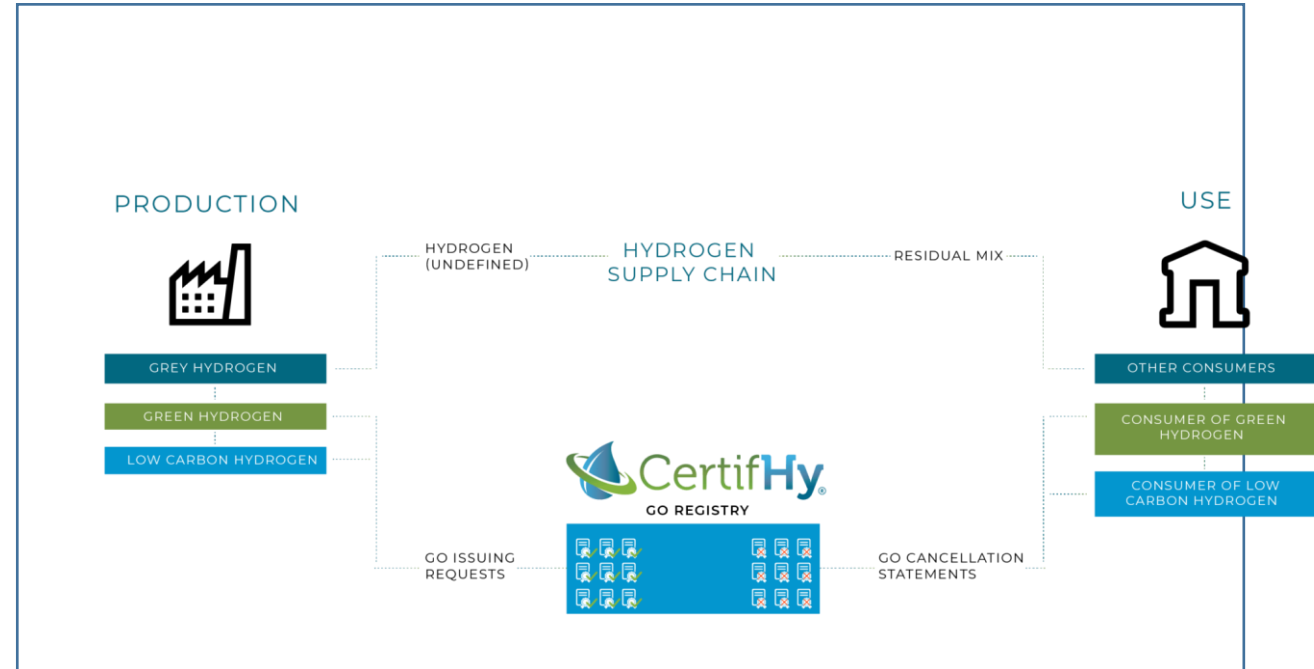 PRODUCTION
USE
HYDROGEN
(UNDEFINED)
HYDROGEN
SUPPLY CHAIN
RESIDUAL MIX
GREY HYDROGEN
GREEN HYDROGEN
LOW CARBON HYDROGEN
OTHER CONSUMERS
CONSUMER OF GREEN
HYDROGEN
CONSUMER OF LOW
CARBON HYDROGEN
CertifHy®
GO REGISTRY
GO ISSUING
REQUESTS
GO CANCELLATION
STATEMENTS